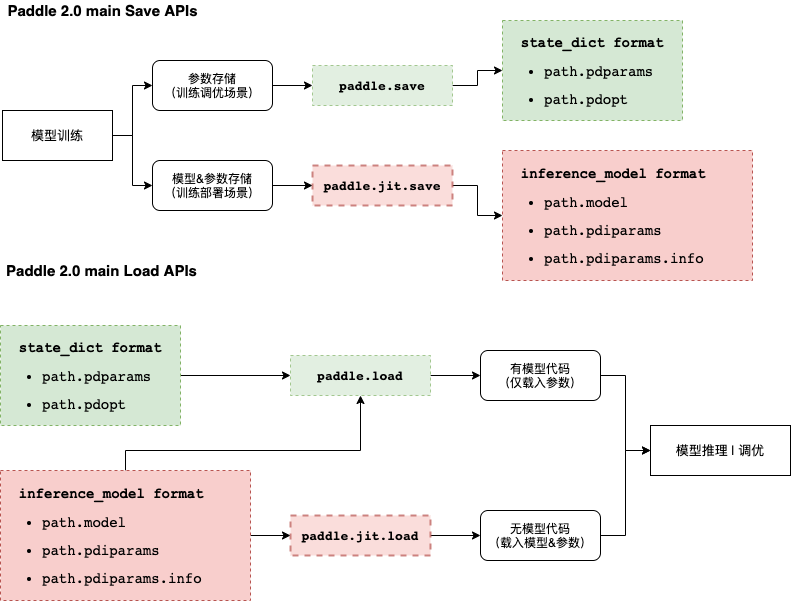 Paddle 2.0 main Save APIs
模型训练
参数存储
(训练调优场景)
paddle.save
state_dict format
• path.pdparams
• path.pdopt
模型&参数存储
(训练部署场景)
paddle.jit.save
inference_model format
• path.model
• path.pdiparams
• path.pdiparams.info
Paddle 2.0 main Load APIs
state_dict format
• path.pdparams
• path.pdopt
paddle.load
有模型代码
(仅载入参数)
模型推理 | 调优
inference_model format
• path.model
• path.pdiparams
• path.pdiparams.info
paddle.jit.load
无模型代码
(载入模型&参数)